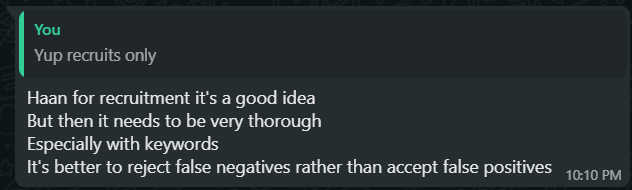 You
Yup recruits only
Haan for recruitment it's a good idea
But then it needs to be very thorough
Especially with keywords
It's better to reject false negatives rather than accept false positives
10:10 PM